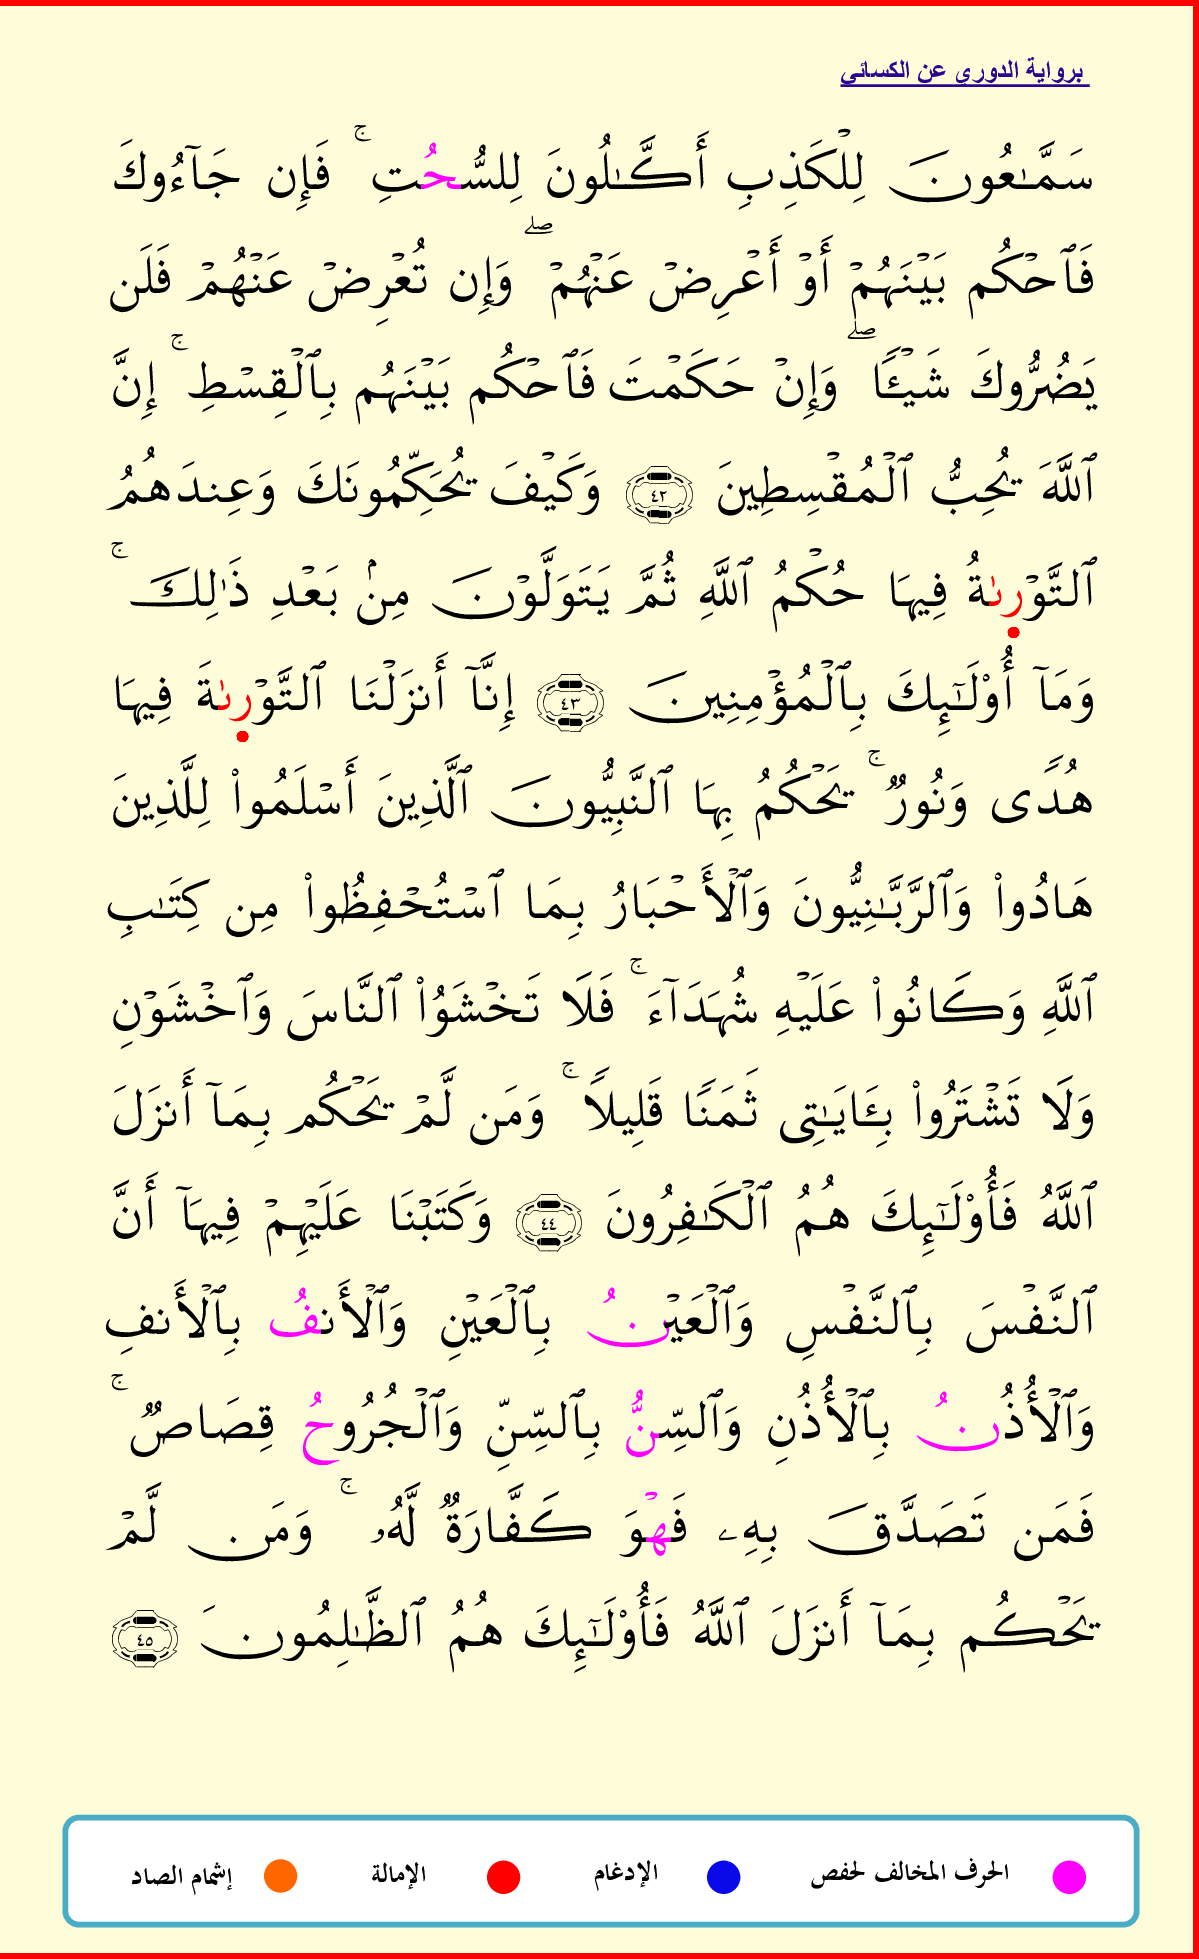 برواية الدوري عن الكسائي
سَمَّـٰعُونَ لِلْكَذِبِ أَكَّـٰلُونَ لِلسُّحُتِ ۚ فَإِن جَآءُوكَ
فَٱحْكُم بَيْنَهُمْ أَوْ أَعْرِضْ عَنْهُمْ ۖ وَإِن تُعْرِضْ عَنْهُمْ فَلَن
يَضُرُّوكَ شَيْـًٔا ۖ وَإِنْ حَكَمْتَ فَٱحْكُم بَيْنَهُم بِٱلْقِسْطِ ۚ إِنَّ
ٱللَّهَ يُحِبُّ ٱلْمُقْسِطِينَ ٤٢ وَكَيْفَ يُحَكِّمُونَكَ وَعِندَهُمُ
ٱلتَّوْرىٰةُ فِيهَا حُكْمُ ٱللَّهِ ثُمَّ يَتَوَلَّوْنَ مِنۢ بَعْدِ ذَٰلِكَ ۚ
وَمَآ أُوْلَـٰٓئِكَ بِٱلْمُؤْمِنِينَ ٤٣ إِنَّآ أَنزَلْنَا ٱلتَّوْرىٰةَ فِيهَا
هُدًى وَنُورٌ ۚ يَحْكُمُ بِهَا ٱلنَّبِيُّونَ ٱلَّذِينَ أَسْلَمُواْ لِلَّذِينَ
هَادُواْ وَٱلرَّبَّـٰنِيُّونَ وَٱلْأَحْبَارُ بِمَا ٱسْتُحْفِظُواْ مِن كِتَـٰبِ
ٱللَّهِ وَكَانُواْ عَلَيْهِ شُهَدَآءَ ۚ فَلَا تَخْشَوُاْ ٱلنَّاسَ وَٱخْشَوْنِ
وَلَا تَشْتَرُواْ بِـَٔايَـٰتِى ثَمَنًا قَلِيلًا ۚ وَمَن لَّمْ يَحْكُم بِمَآ أَنزَلَ
ٱللَّهُ فَأُوْلَـٰٓئِكَ هُمُ ٱلْكَـٰفِرُونَ ٤٤ وَكَتَبْنَا عَلَيْهِمْ فِيهَآ أَنَّ
ٱلنَّفْسَ بِٱلنَّفْسِ وَٱلْعَيْنُ بِٱلْعَيْنِ وَٱلْأَنفُ بِٱلْأَنفِ
وَٱلْأُذُنُ بِٱلْأُذُنِ وَٱلسِّنُّ بِٱلسِّنِّ وَٱلْجُرُوحُ قِصَاصٌ ۚ
فَمَن تَصَدَّقَ بِهِۦ فَهْوَ كَفَّارَةٌ لَّهُۥ ۚ وَمَن لَّمْ
يَحْكُم بِمَآ أَنزَلَ ٱللَّهُ فَأُوْلَـٰٓئِكَ هُمُ ٱلظَّـٰلِمُونَ ٤٥
الحرف المخالف لحفص الإدغام الإمالة إشمام الصاد